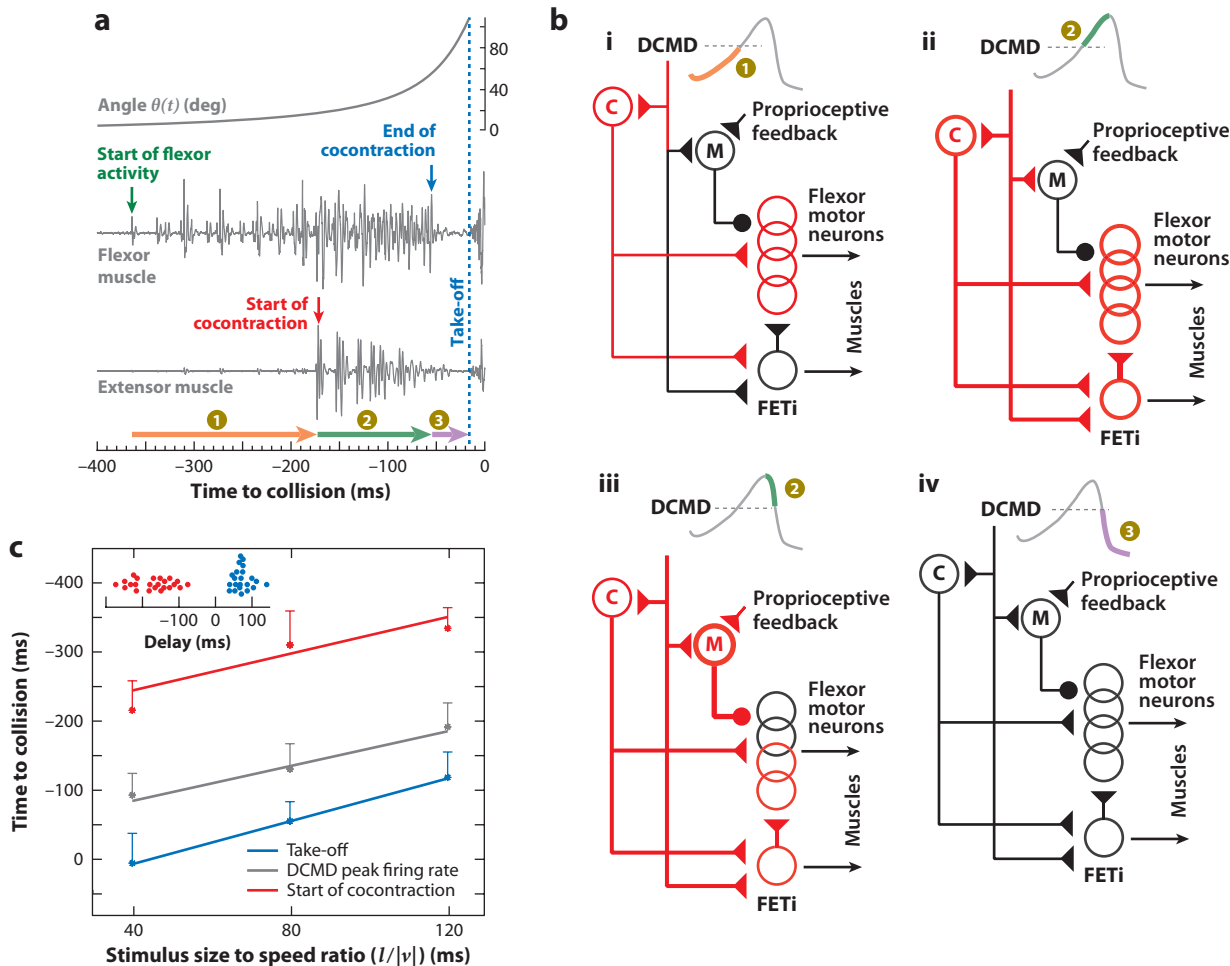 a
Angle θ(t) (deg)
80
40
0
Start of flexor
activity
End of
cocontraction
Flexor
muscle
Start of
cocontraction
Take-off
Extensor muscle
1
2
3
−400
−300
−200
−100
0
Time to collision (ms)
b
i
DCMD
1
C
M
Proprioceptive
feedback
Flexor
motor
neurons
Muscles
FETi
ii
DCMD
2
C
M
Proprioceptive
feedback
Flexor
motor
neurons
Muscles
FETi
iii
DCMD
2
C
M
Proprioceptive
feedback
Flexor
motor
neurons
Muscles
FETi
iv
DCMD
3
C
M
Proprioceptive
feedback
Flexor
motor
neurons
Muscles
FETi
c
Time to collision (ms)
-400
-300
-200
-100
0
−100
0
100
Delay (ms)
Take-off
DCMD peak firing rate
Start of cocontraction
40
80
120
Stimulus size to speed ratio (l/|v|) (ms)